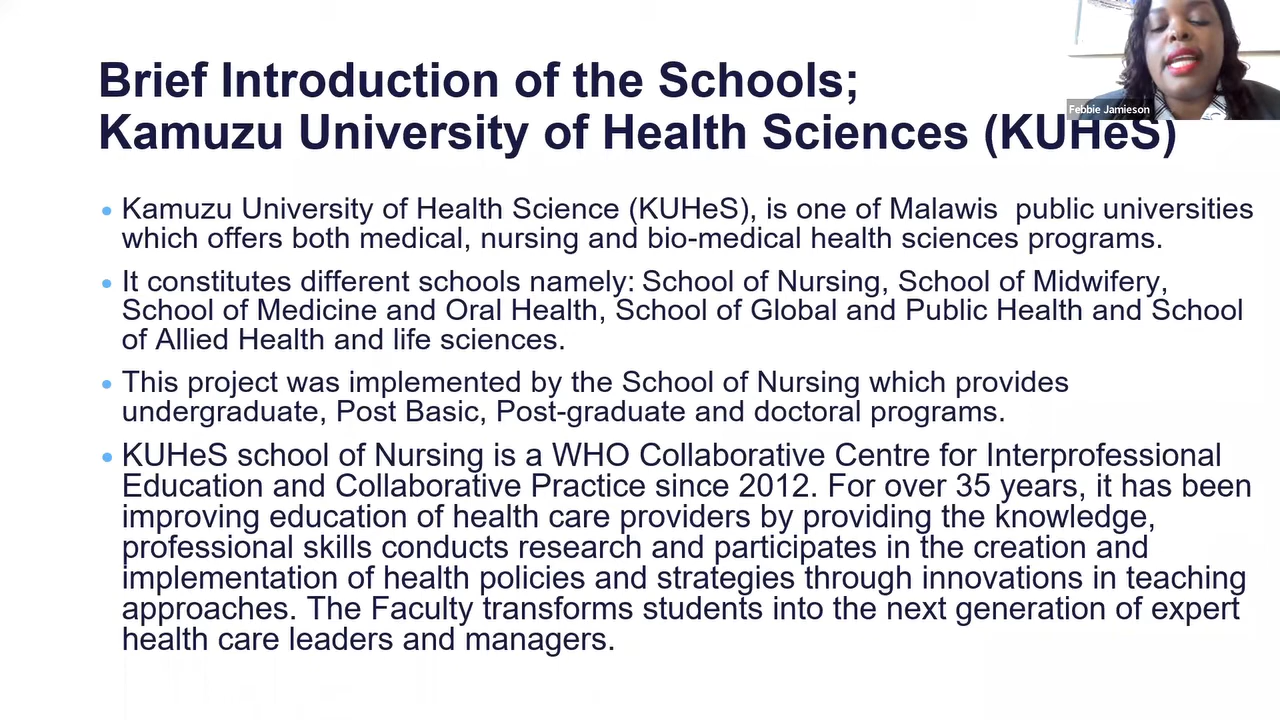 Brief Introduction of the Schools;
Kamuzu University of Health Sciences (KUHeS)
Febbie Jamieson
• Kamuzu University of Health Science (KUHeS), is one of Malawis  public universities
which offers both medical, nursing and bio-medical health sciences programs.
• It constitutes different schools namely: School of Nursing, School of Midwifery,
School of Medicine and Oral Health, School of Global and Public Health and School
of Allied Health and life sciences.
• This project was implemented by the School of Nursing which provides
undergraduate, Post Basic, Post-graduate and doctoral programs.
• KUHeS school of Nursing is a WHO Collaborative Centre for Interprofessional
Education and Collaborative Practice since 2012. For over 35 years, it has been
improving education of health care providers by providing the knowledge,
professional skills conducts research and participates in the creation and
implementation of health policies and strategies through innovations in teaching
approaches. The Faculty transforms students into the next generation of expert
health care leaders and managers.